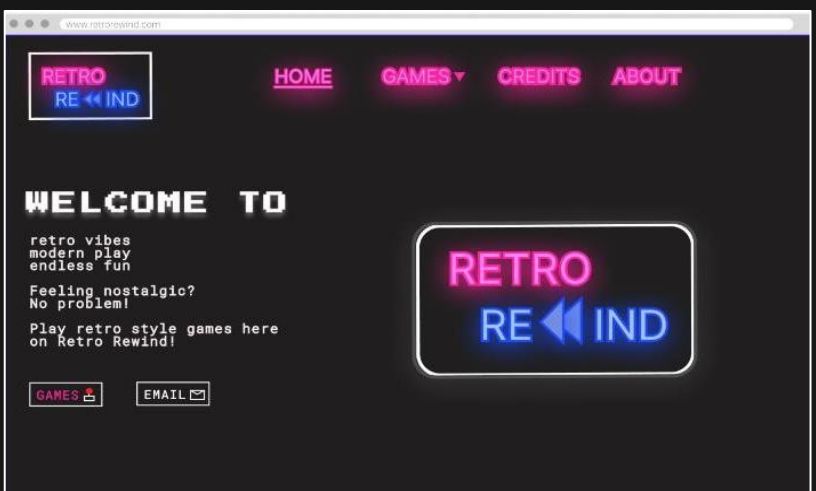 www.retrorewind.com
RETRO
RE IND
HOME GAMES CREDITS ABOUT
WELCOME TO
retro vibes
modern play
endless fun
Feeling nostalgic?
No problem!
Play retro style games here
on Retro Rewind!
GAMES EMAIL
RETRO
RE IND